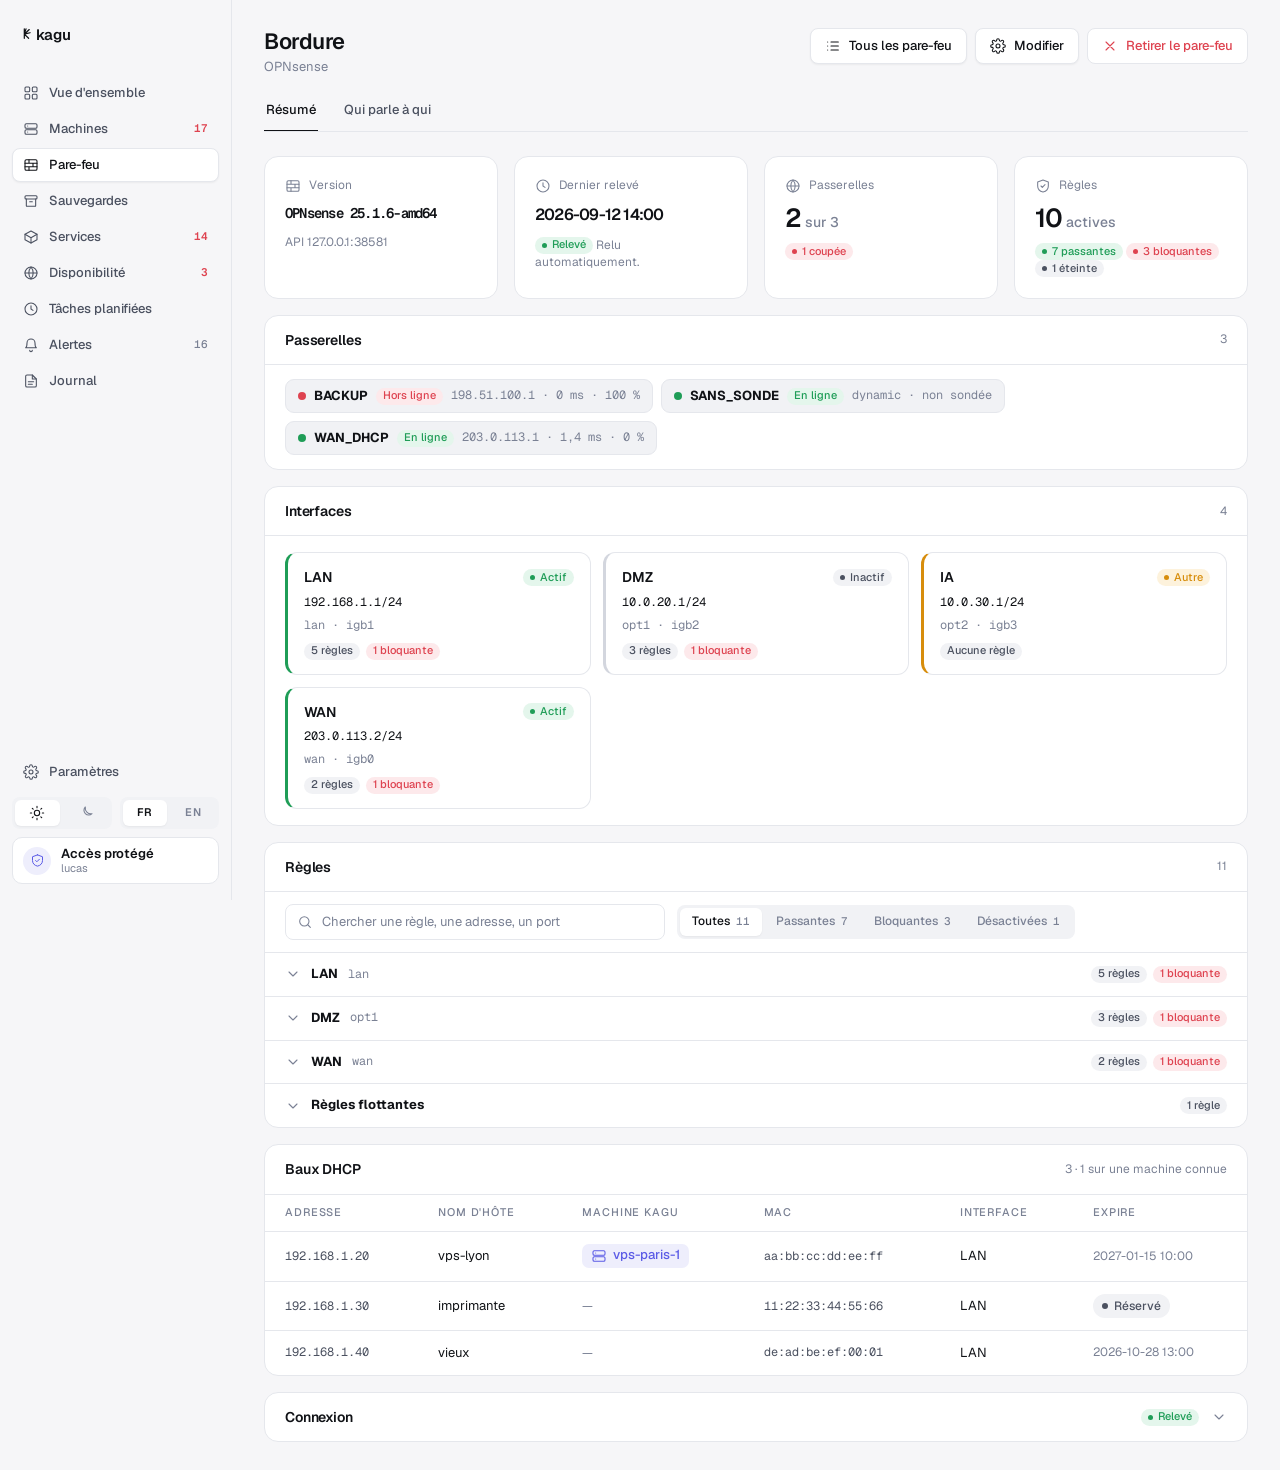 kagu
Vue d'ensemble
Machines 17
Pare-feu
Sauvegardes
Services 14
Disponibilité 3
Tâches planifiées
Alertes 16
Journal
Paramètres
FR EN
Accès protégé
lucas
Bordure
OPNsense
Tous les pare-feu Modifier Retirer le pare-feu
Résumé Qui parle à qui
Version
OPNsense 25.1.6-amd64
API 127.0.0.1:38581
Dernier relevé
2026-09-12 14:00
Relevé Relu
automatiquement.
Passerelles
2 sur 3
1 coupée
Règles
10 actives
7 passantes 3 bloquantes
1 éteinte
Passerelles 3
BACKUP Hors ligne 198.51.100.1 · 0 ms · 100 % SANS_SONDE En ligne dynamic · non sondée
WAN_DHCP En ligne 203.0.113.1 · 1,4 ms · 0 %
Interfaces 4
LAN Actif
192.168.1.1/24
lan · igb1
5 règles 1 bloquante
DMZ Inactif
10.0.20.1/24
opt1 · igb2
3 règles 1 bloquante
IA Autre
10.0.30.1/24
opt2 · igb3
Aucune règle
WAN Actif
203.0.113.2/24
wan · igb0
2 règles 1 bloquante
Règles 11
Chercher une règle, une adresse, un port Toutes 11 Passantes 7 Bloquantes 3 Désactivées 1
LAN lan 5 règles 1 bloquante
DMZ opt1 3 règles 1 bloquante
WAN wan 2 règles 1 bloquante
Règles flottantes 1 règle
Baux DHCP 3 · 1 sur une machine connue
ADRESSE NOM D'HÔTE MACHINE KAGU MAC INTERFACE EXPIRE
192.168.1.20 vps-lyon vps-paris-1 aa:bb:cc:dd:ee:ff LAN 2027-01-15 10:00
192.168.1.30 imprimante — 11:22:33:44:55:66 LAN Réservé
192.168.1.40 vieux — de:ad:be:ef:00:01 LAN 2026-10-28 13:00
Connexion Relevé